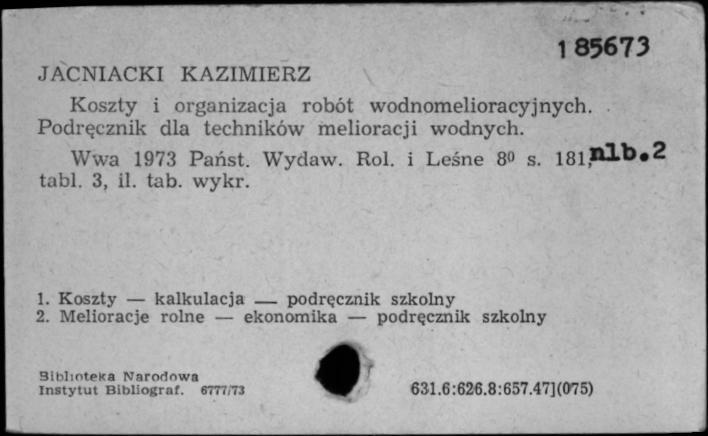 1 85673
JACNIACKI KAZIMIERZ
Koszty i organizacja robót wodnomelioracyjnych.
Podręcznik dla techników melioracji wodnych.
Wwa 1973 Państ. Wydaw. Rol. i Leśne 8º s. 181, nlb.2
tabl. 3, il. tab. wykr.
1. Koszty — kalkulacja — podręcznik szkolny
2. Melioracje rolne — ekonomika — podręcznik szkolny
Biblioteka Narodowa
Instytut Bibliograf. 6777/73
631.6:626.8:657.47](075)